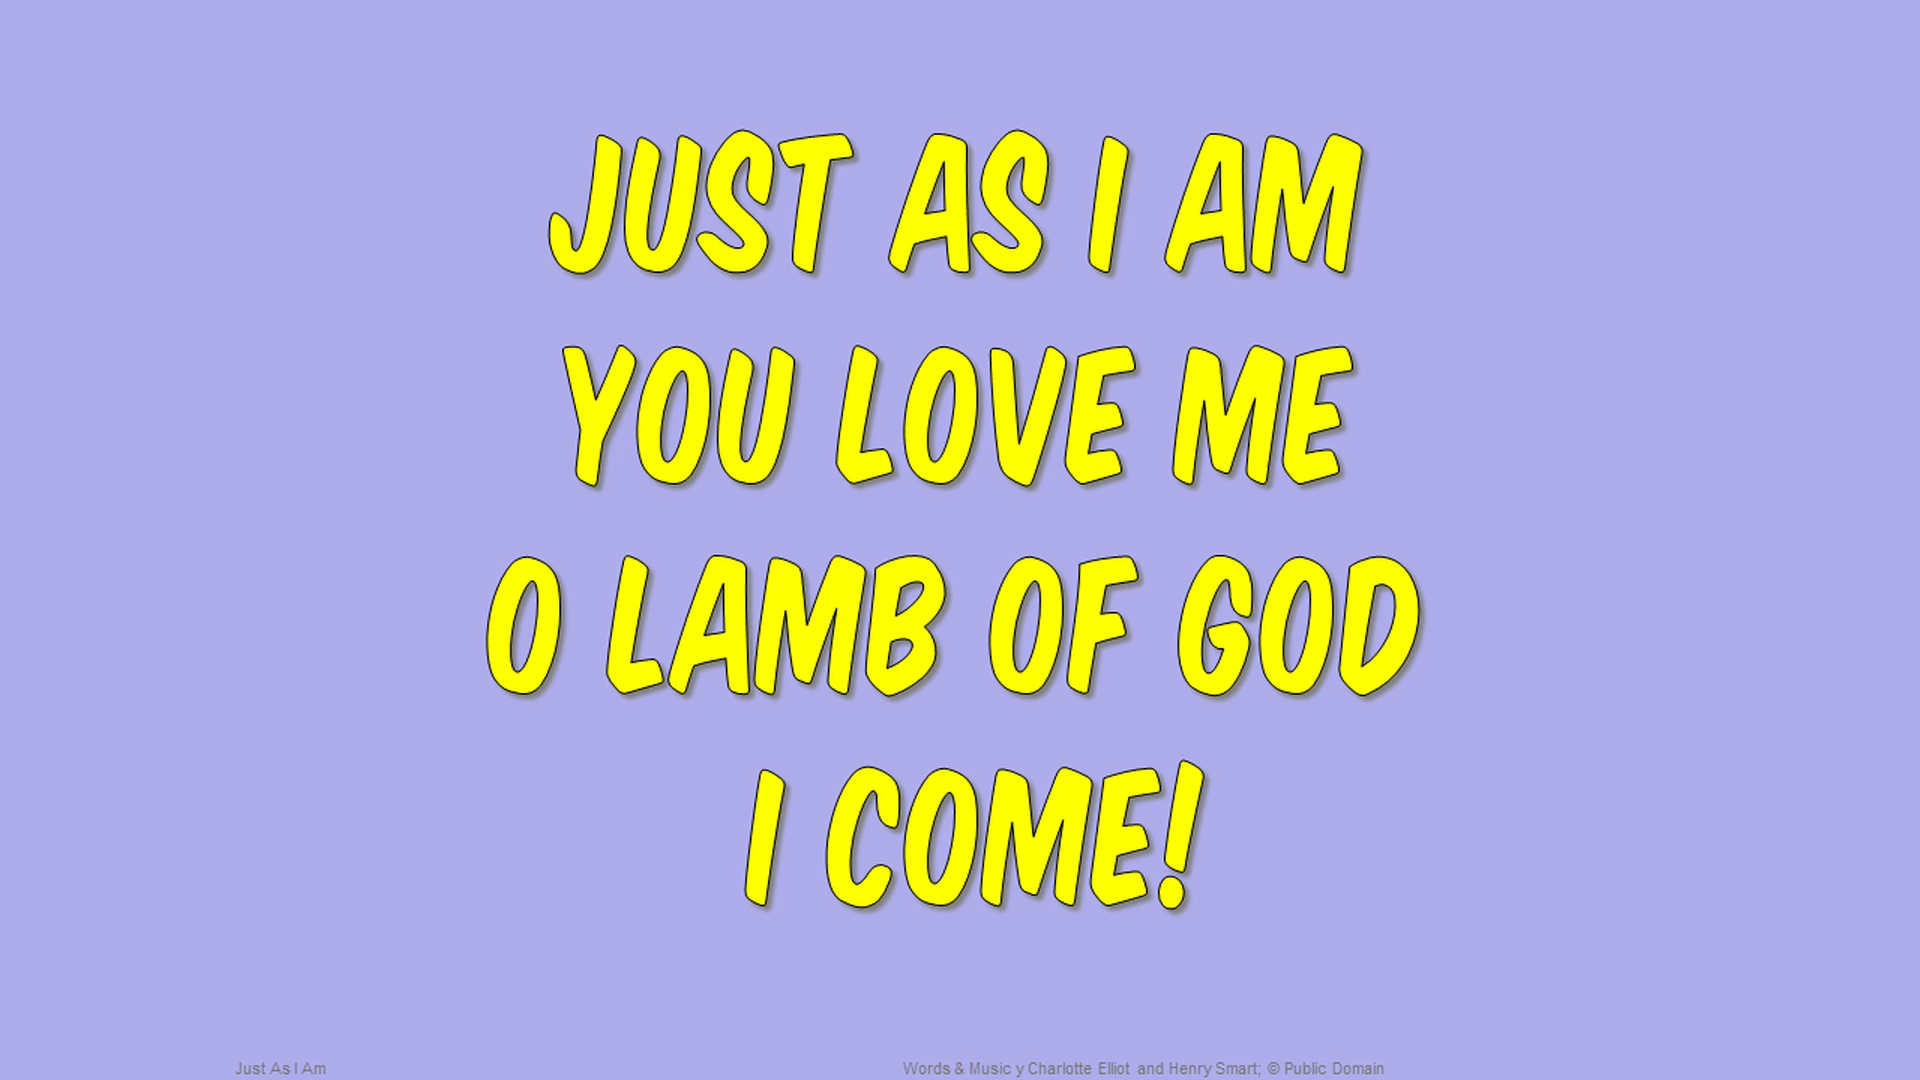 JUST AS I AM
YOU LOVE ME
O LAMB OF GOD
I COME!
Just As I Am
Words & Music y Charlotte Elliot and Henry Smart; © Public Domain